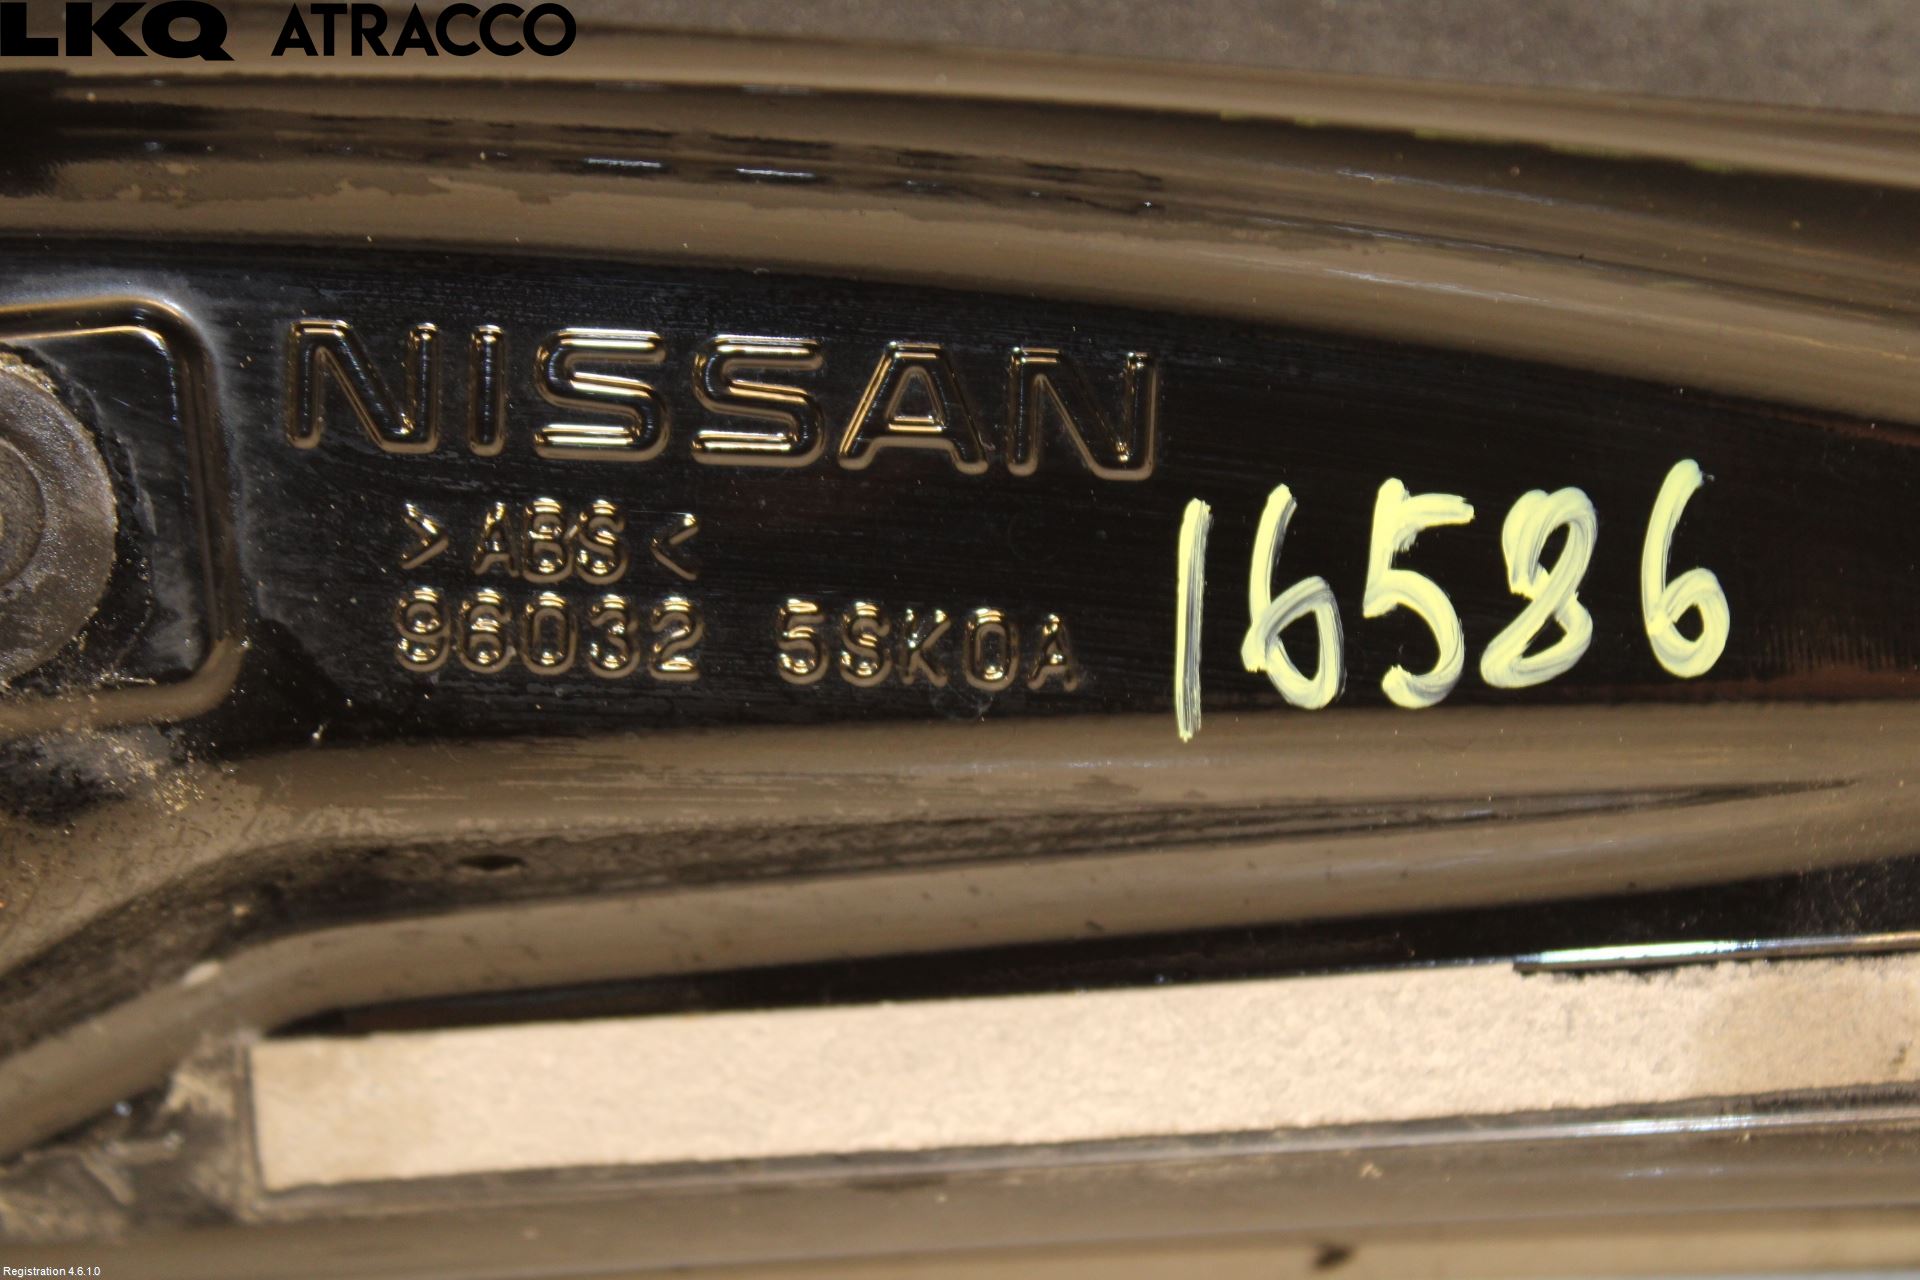 LKQ ATRACCO
NISSAN
>ABS<
96032 5SK0A
16586
Registration 4.6.1.0